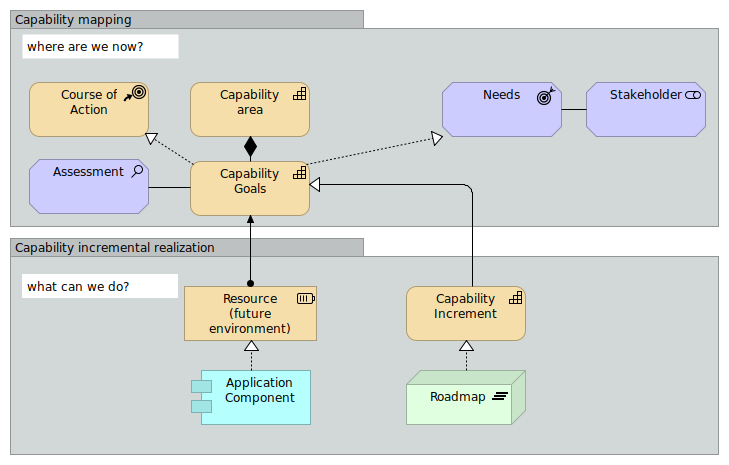 Capability mapping
where are we now?
Course of
Action
Capability
area
Needs
Stakeholder
Assessment
Capability
Goals
Capability incremental realization
what can we do?
Resource
(future
environment)
Capability
Increment
Application
Component
Roadmap